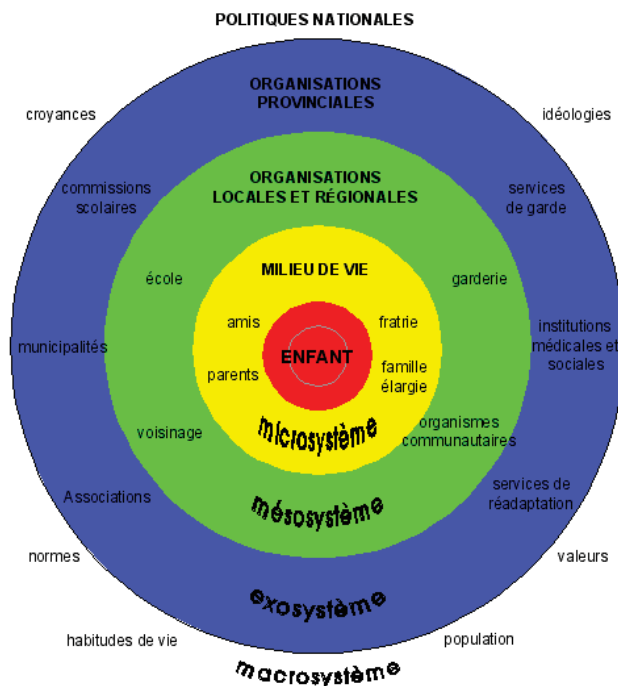 POLITIQUES NATIONALES
ORGANISATIONS
PROVINCIALES
croyances
idéologies
ORGANISATIONS
LOCALES ET RÉGIONALES
commissions
scolaires
services
de garde
MILIEU DE VIE
école
garderie
amis
fratrie
municipalités
institutions
médicales et
sociales
ENFANT
parents
famille
élargie
microsystème
voisinage
organismes
communautaires
Associations
mésosystème
services de
réadaptation
normes
valeurs
exosystème
habitudes de vie
population
macrosystème